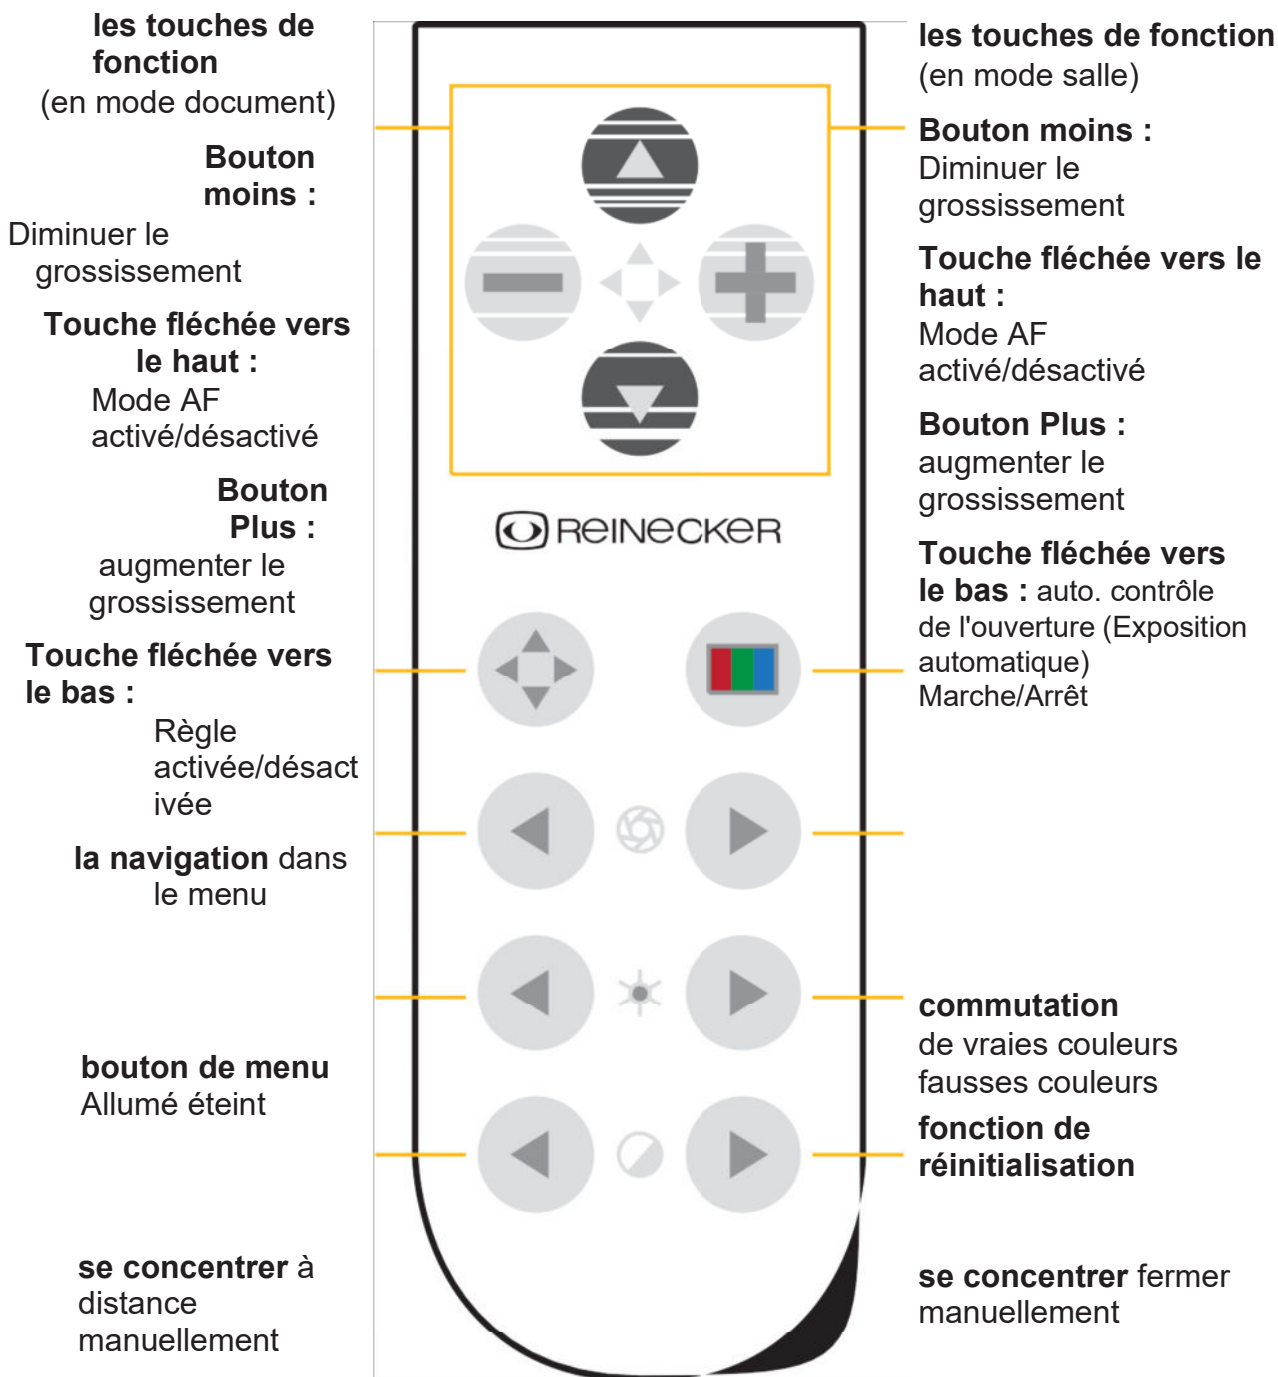 les touches de
fonction
(en mode document)
Bouton
moins :
Diminuer le
grossissement
Touche fléchée vers
le haut :
Mode AF
activé/désactivé
Bouton
Plus :
augmenter le
grossissement
Touche fléchée vers
le bas :
Règle
activée/désact
ivée
la navigation dans
le menu
bouton de menu
Allumé éteint
se concentrer à
distance
manuellement
REINECKER
les touches de fonction
(en mode salle)
Bouton moins :
Diminuer le
grossissement
Touche fléchée vers le
haut :
Mode AF
activé/désactivé
Bouton Plus :
augmenter le
grossissement
Touche fléchée vers
le bas : auto. contrôle
de l'ouverture (Exposition
automatique)
Marche/Arrêt
commutation
de vraies couleurs
fausses couleurs
fonction de
réinitialisation
se concentrer fermer
manuellement